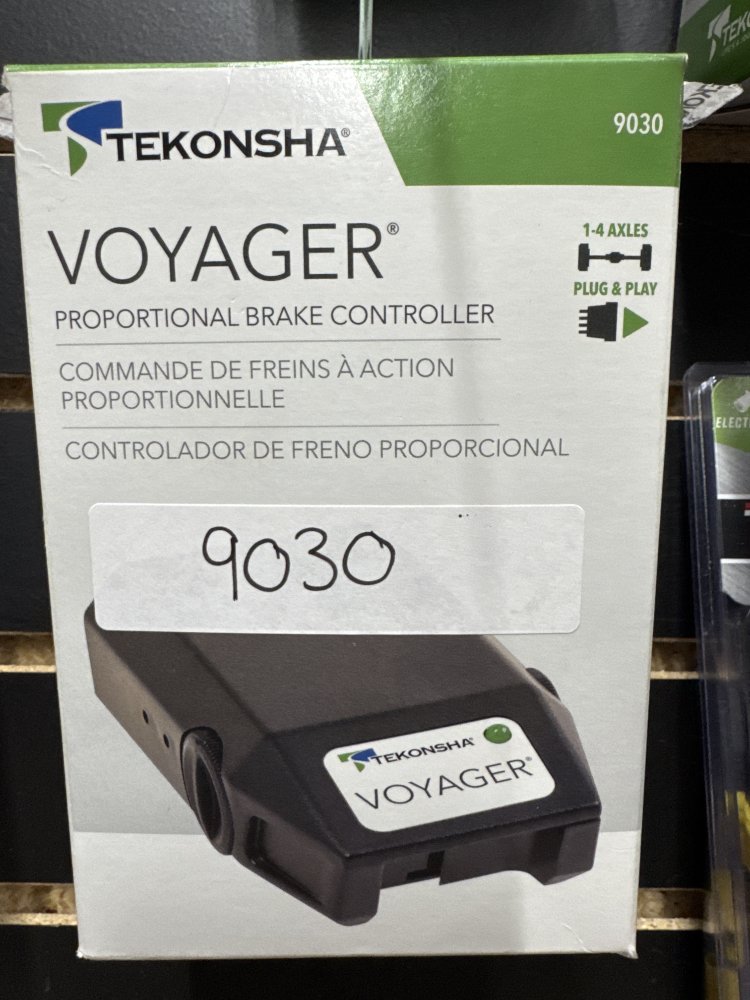 TEKONSHA®
9030
VOYAGER®
1-4 AXLES
PLUG & PLAY
PROPORTIONAL BRAKE CONTROLLER
COMMANDE DE FREINS À ACTION
PROPORTIONNELLE
CONTROLADOR DE FRENO PROPORCIONAL
9030
TEKONSHA®
VOYAGER®